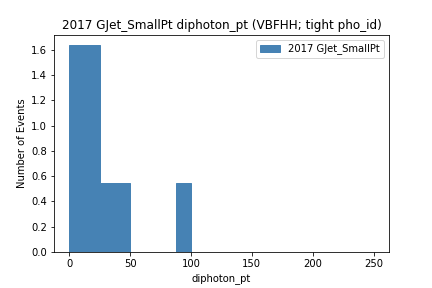 2017 GJet_SmallPt diphoton_pt (VBFHH; tight pho_id)
2017 GJet_SmallPt
Number of Events
1.6
1.4
1.2
1.0
0.8
0.6
0.4
0.2
0.0
0 50 100 150 200 250
diphoton_pt